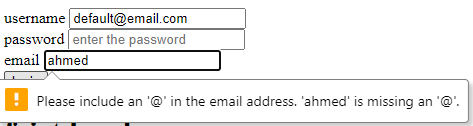 username default@email.com
password enter the password
email ahmed
Please include an '@' in the email address. 'ahmed' is missing an '@'.